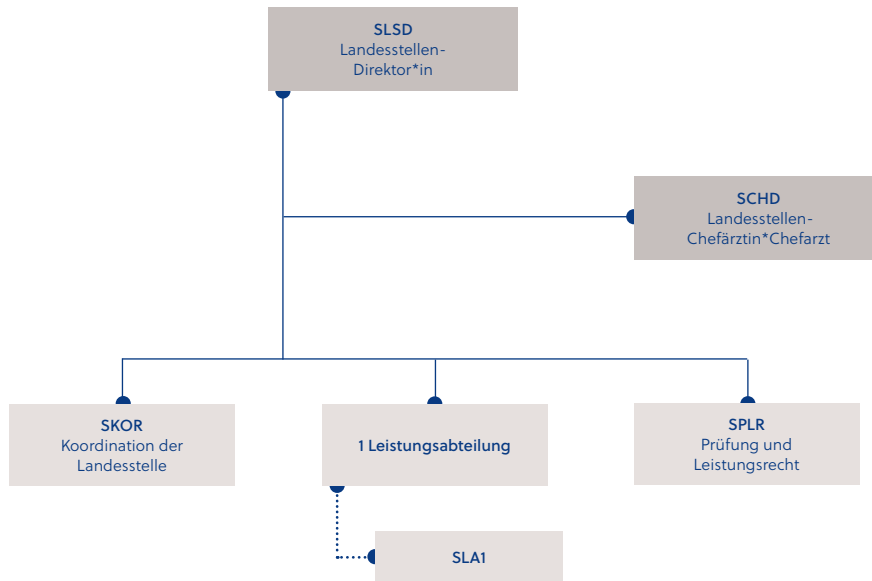 SLSD
Landesstellen-
Direktor*in
SCHD
Landesstellen-
Chefärztin*Chefarzt
SKOR
Koordination der
Landesstelle
1 Leistungsabteilung
SPLR
Prüfung und
Leistungsrecht
SLA1